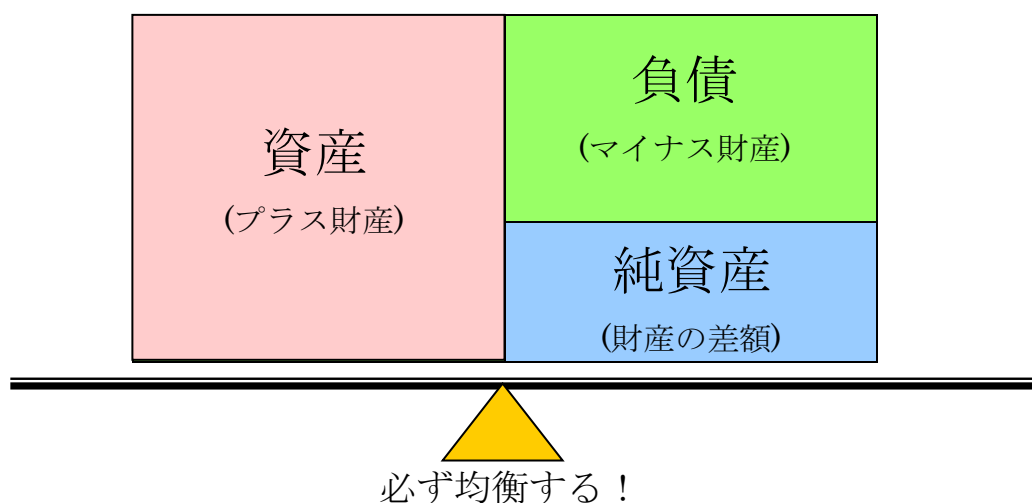 資産
(プラス財産)
負債
(マイナス財産)
純資産
(財産の差額)
必ず均衡する！